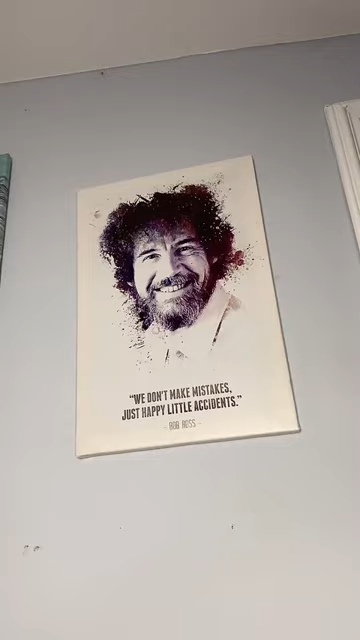 "WE DON'T MAKE MISTAKES,
JUST HAPPY LITTLE ACCIDENTS."
- BOB ROSS -